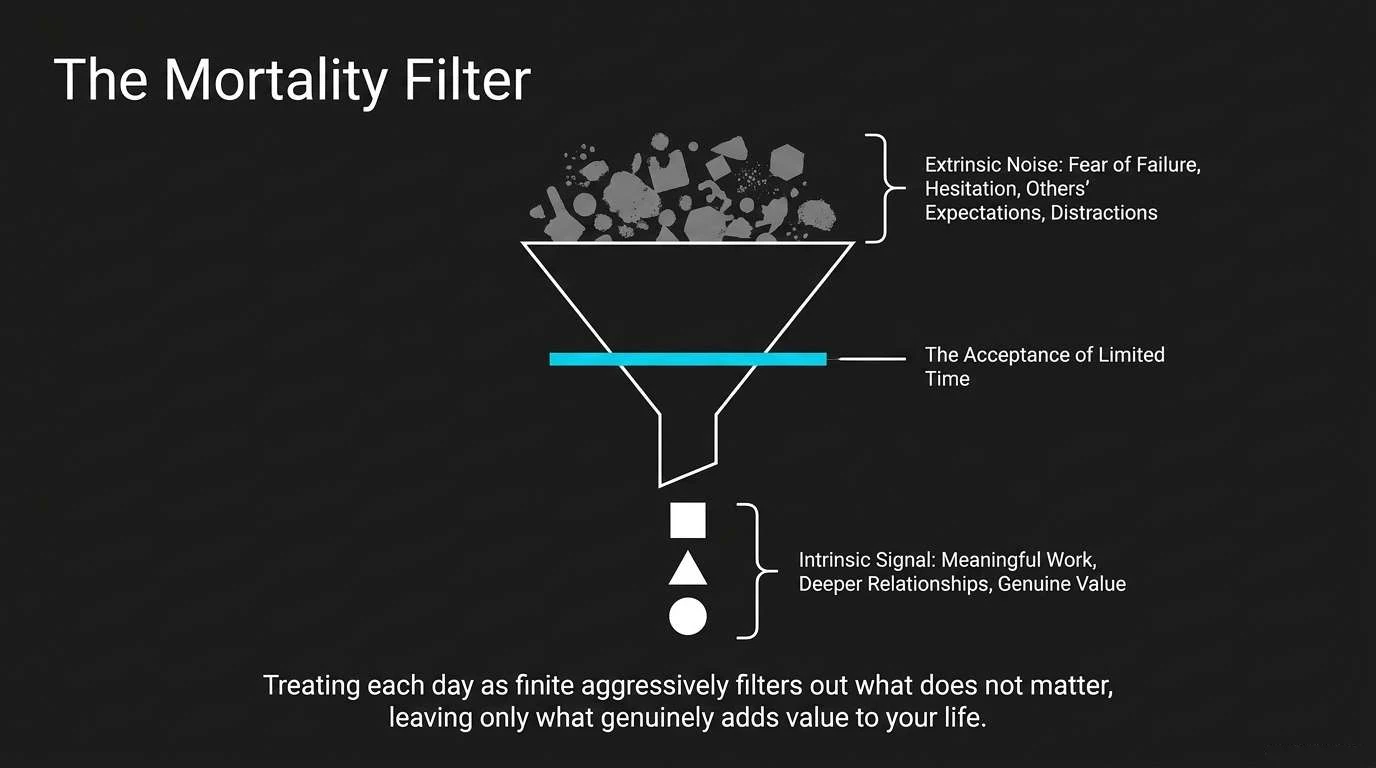 The Mortality Filter
Extrinsic Noise: Fear of Failure,
Hesitation, Others’
Expectations, Distractions
The Acceptance of Limited
Time
Intrinsic Signal: Meaningful Work,
Deeper Relationships, Genuine Value
Treating each day as finite aggressively filters out what does not matter,
leaving only what genuinely adds value to your life.